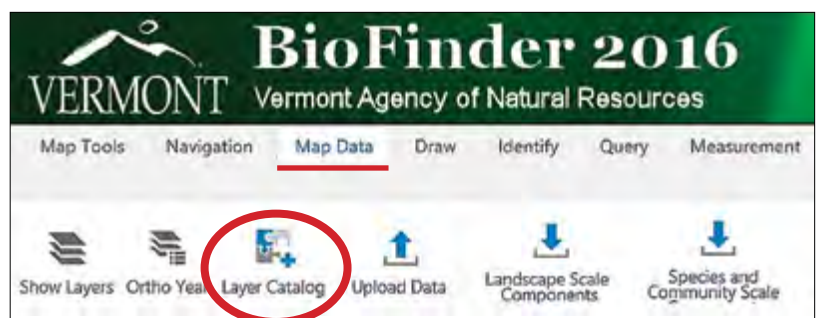 VERMONT
BioFinder 2016
Vermont Agency of Natural Resources
Map Tools Navigation Map Data Draw Identify Query Measurement
Show Layers Ortho Year Layer Catalog Upload Data Landscape Scale Components Species and Community Scale